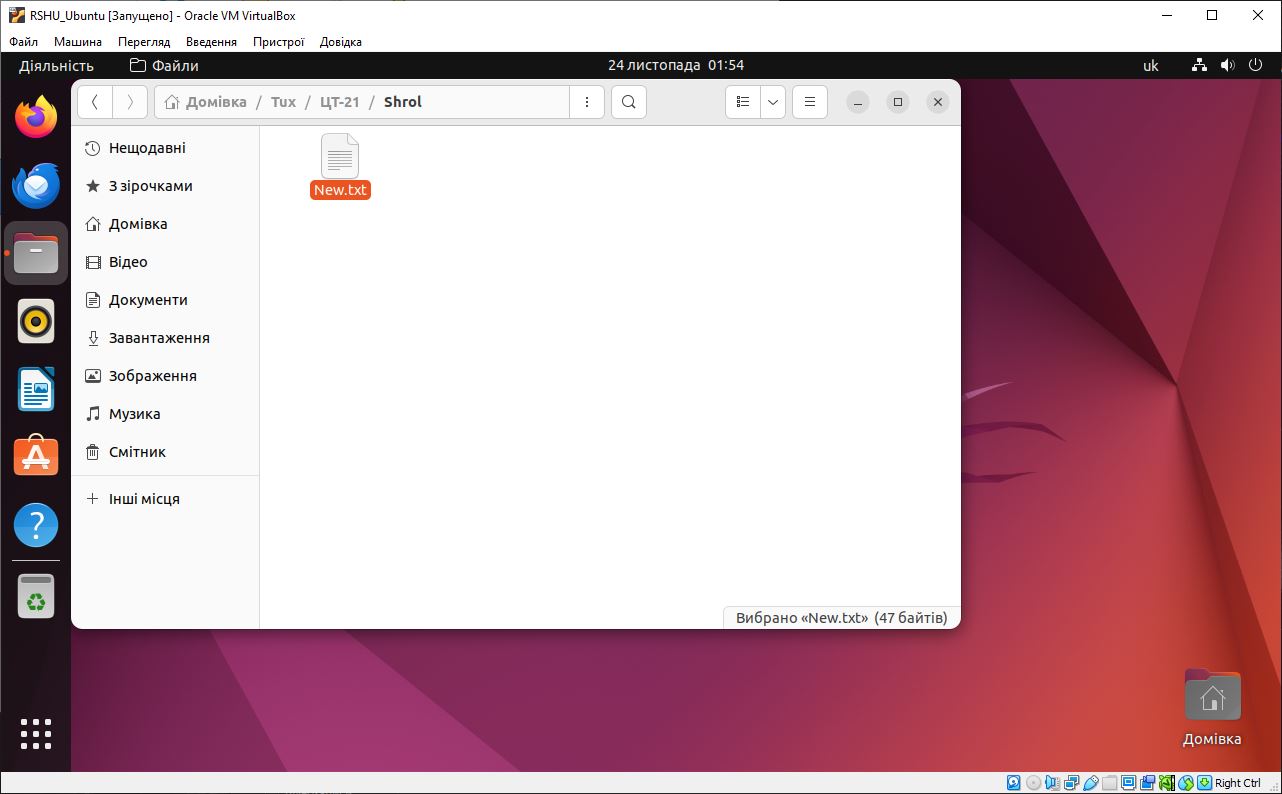 RSHU_Ubuntu [Запущено] - Oracle VM VirtualBox
Файл Машина Перегляд Введення Пристрої Довідка
Діяльність Файли 24 листопада 01:54 uk
Домівка / Tux / ЦТ-21 / Shrol
Нещодавні
З зірочками
Домівка
Відео
Документи
Завантаження
Зображення
Музика
Смітник
Інші місця
New.txt
Вибрано «New.txt» (47 байтів)
Домівка
Right Ctrl